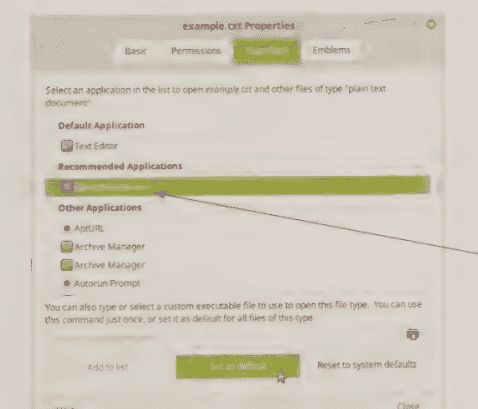 example.txt Properties
Basic Permissions Emblems
Select an application in the list to open example.txt and other files of type "plain text
document"
Default Application
Text Editor
Recommended Applications
Other Applications
AptURL
Archive Manager
Archive Manager
Autorun Prompt
You can also type or select a custom executable file to use to open this file type. You can use
this command just once, or set it as default for all files of this type
Add to list Set as default Reset to system defaults
Close